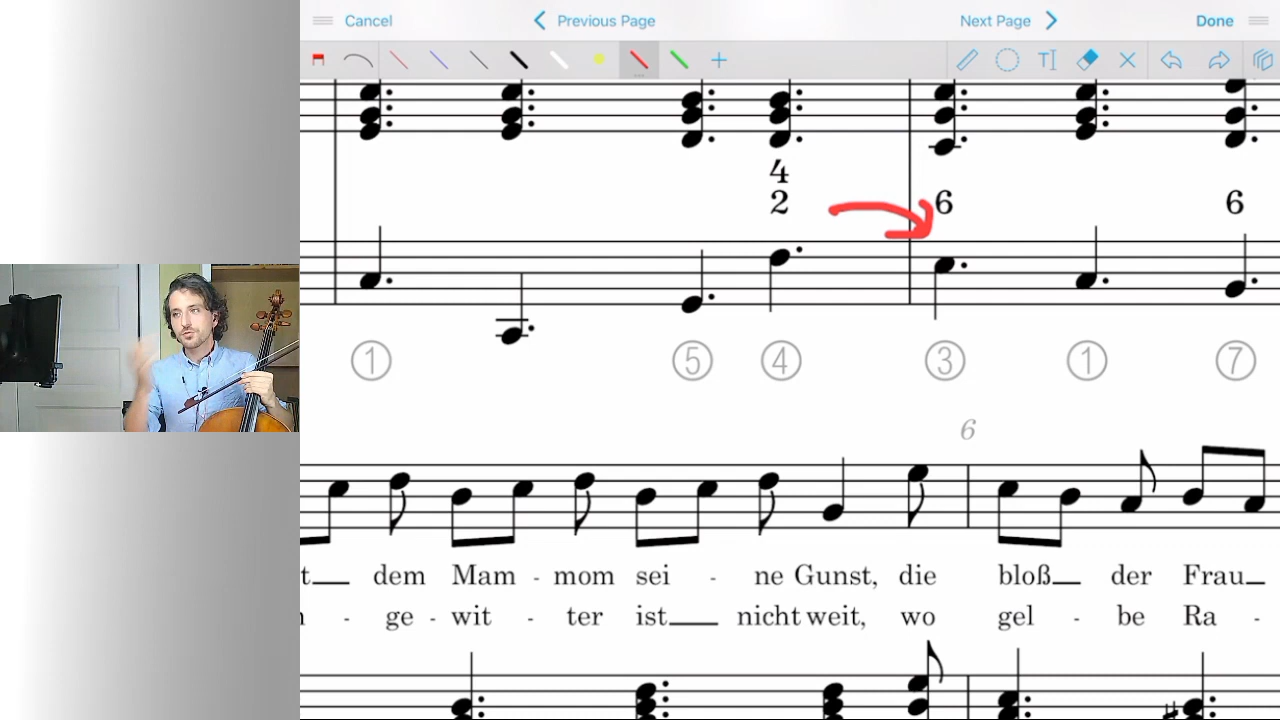 Cancel Previous Page Next Page Done
TI
4
2 6 6
1 5 4 3 1 7
6
t dem Mam - mom sei - ne Gunst, die bloß der Frau
- ge - wit - ter ist nicht weit, wo gel - be Ra -